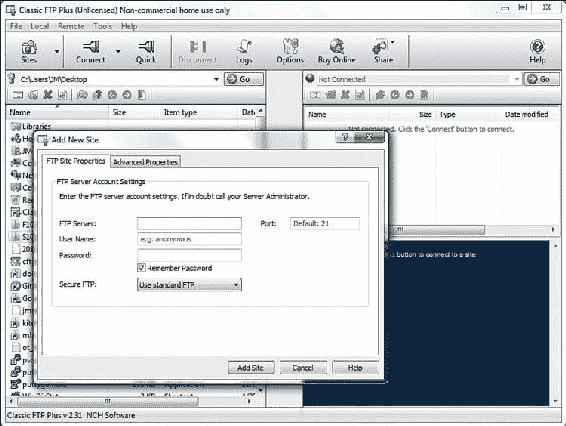 Classic FTP Plus (Unlicensed) Non-commercial home use only
File Local Remote Tools Help
Sites Connect Quick Disconnect Logs Options Buy Online Share Help
C:\Users\JM\Desktop Go
Not Connected Go
Name Size Item type Date
Name Size Type Date modified
Libraries
Not connected. Click the 'Connect' button to connect.
Add New Site
FTP Site Properties Advanced Properties
FTP Server Account Settings
Enter the FTP server account settings. If in doubt call your Server Administrator.
FTP Server: Port: Default: 21
User Name: e.g. anonymous
Password:
Remember Password
Secure FTP: Use standard FTP
button to connect to a site
Add Site Cancel Help
Classic FTP Plus v 2.31 NCH Software